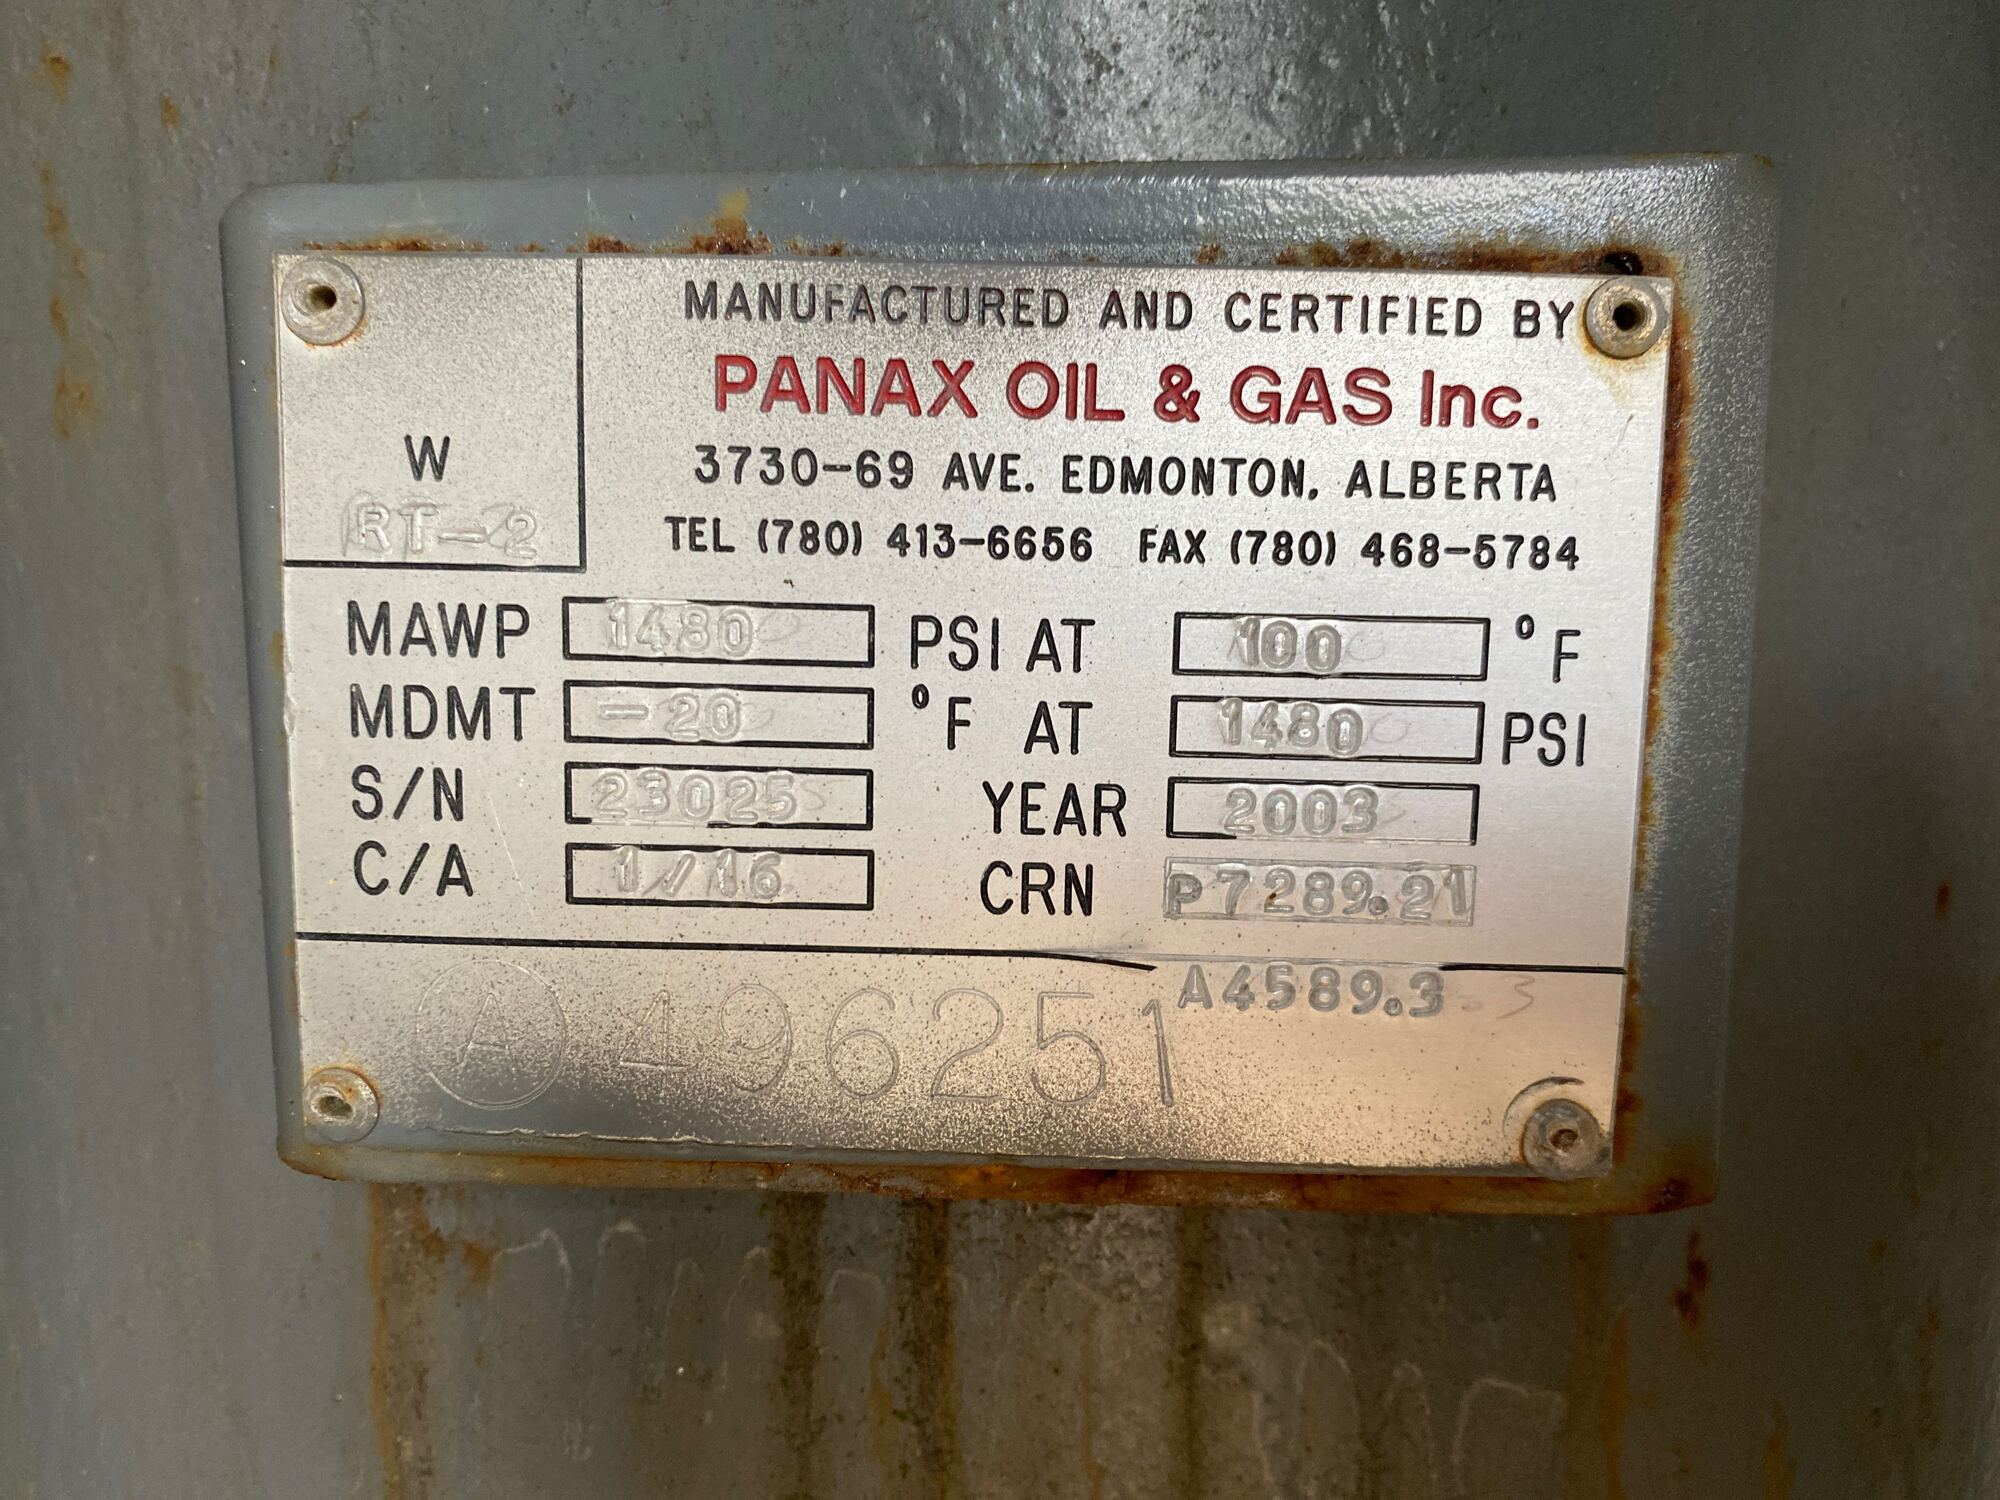 MANUFACTURED AND CERTIFIED BY
PANAX OIL & GAS Inc.
3730-69 AVE. EDMONTON, ALBERTA
TEL (780) 413-6656 FAX (780) 468-5784
W
RT-2
MAWP 1480 PSI AT 100 °F
MDMT -20 °F AT 1480 PSI
S/N 23025 YEAR 2003
C/A 1/16 CRN P7289.21
A4589.3
A 496251